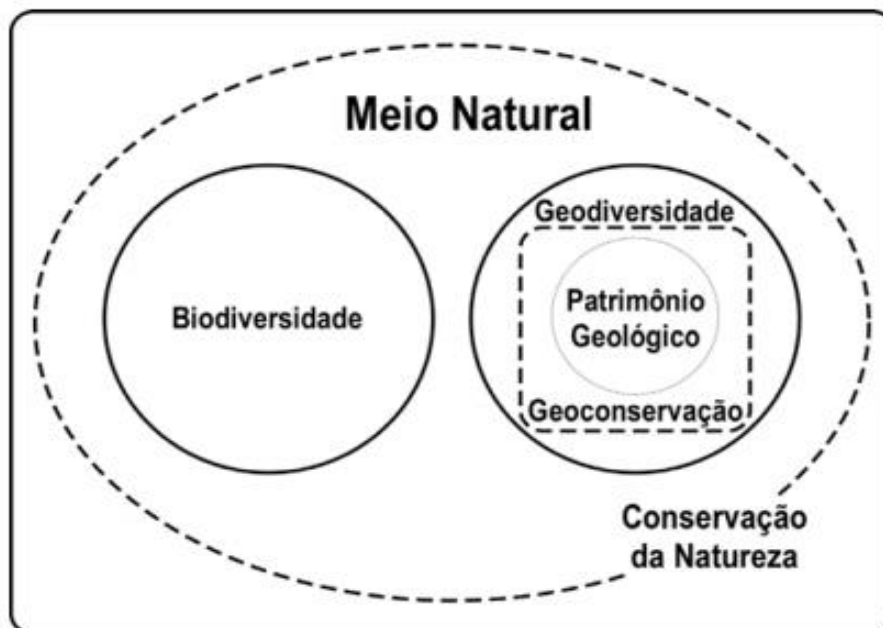 Meio Natural
Geodiversidade
Biodiversidade
Patrimônio
Geológico
Geoconservação
Conservação
da Natureza